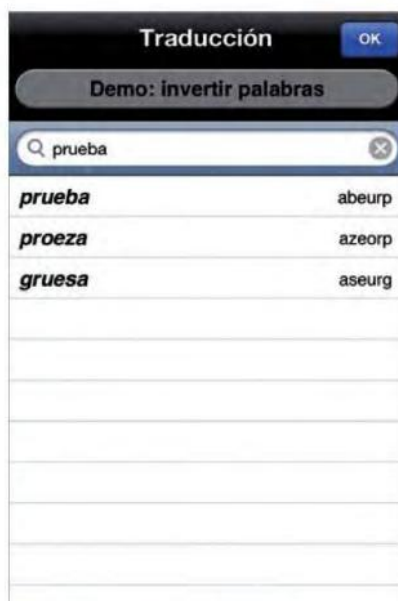 Traducción OK
Demo: invertir palabras
prueba
prueba abeurp
proeza azeorp
gruesa aseurg